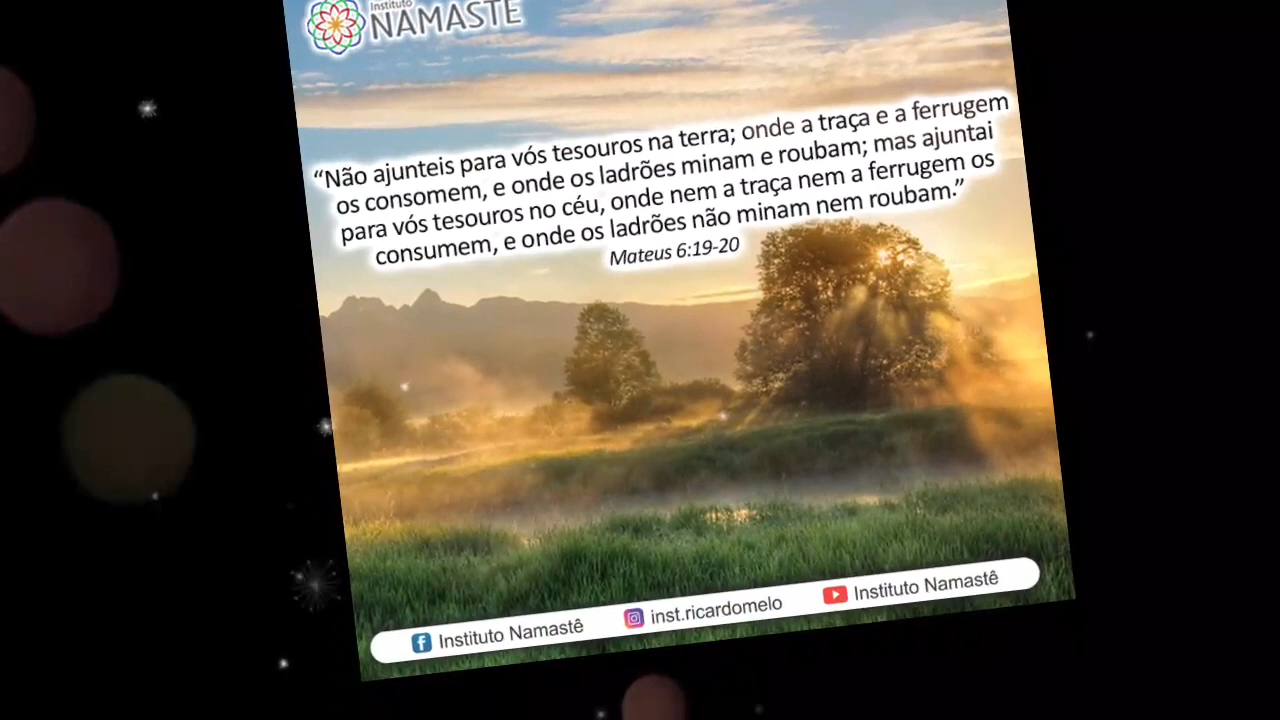 Instituto
NAMASTÊ
“Não ajunteis para vós tesouros na terra; onde a traça e a ferrugem
os consomem, e onde os ladrões minam e roubam; mas ajuntai
para vós tesouros no céu, onde nem a traça nem a ferrugem os
consumem, e onde os ladrões não minam nem roubam.”
Mateus 6:19-20
Instituto Namastê inst.ricardomelo Instituto Namastê